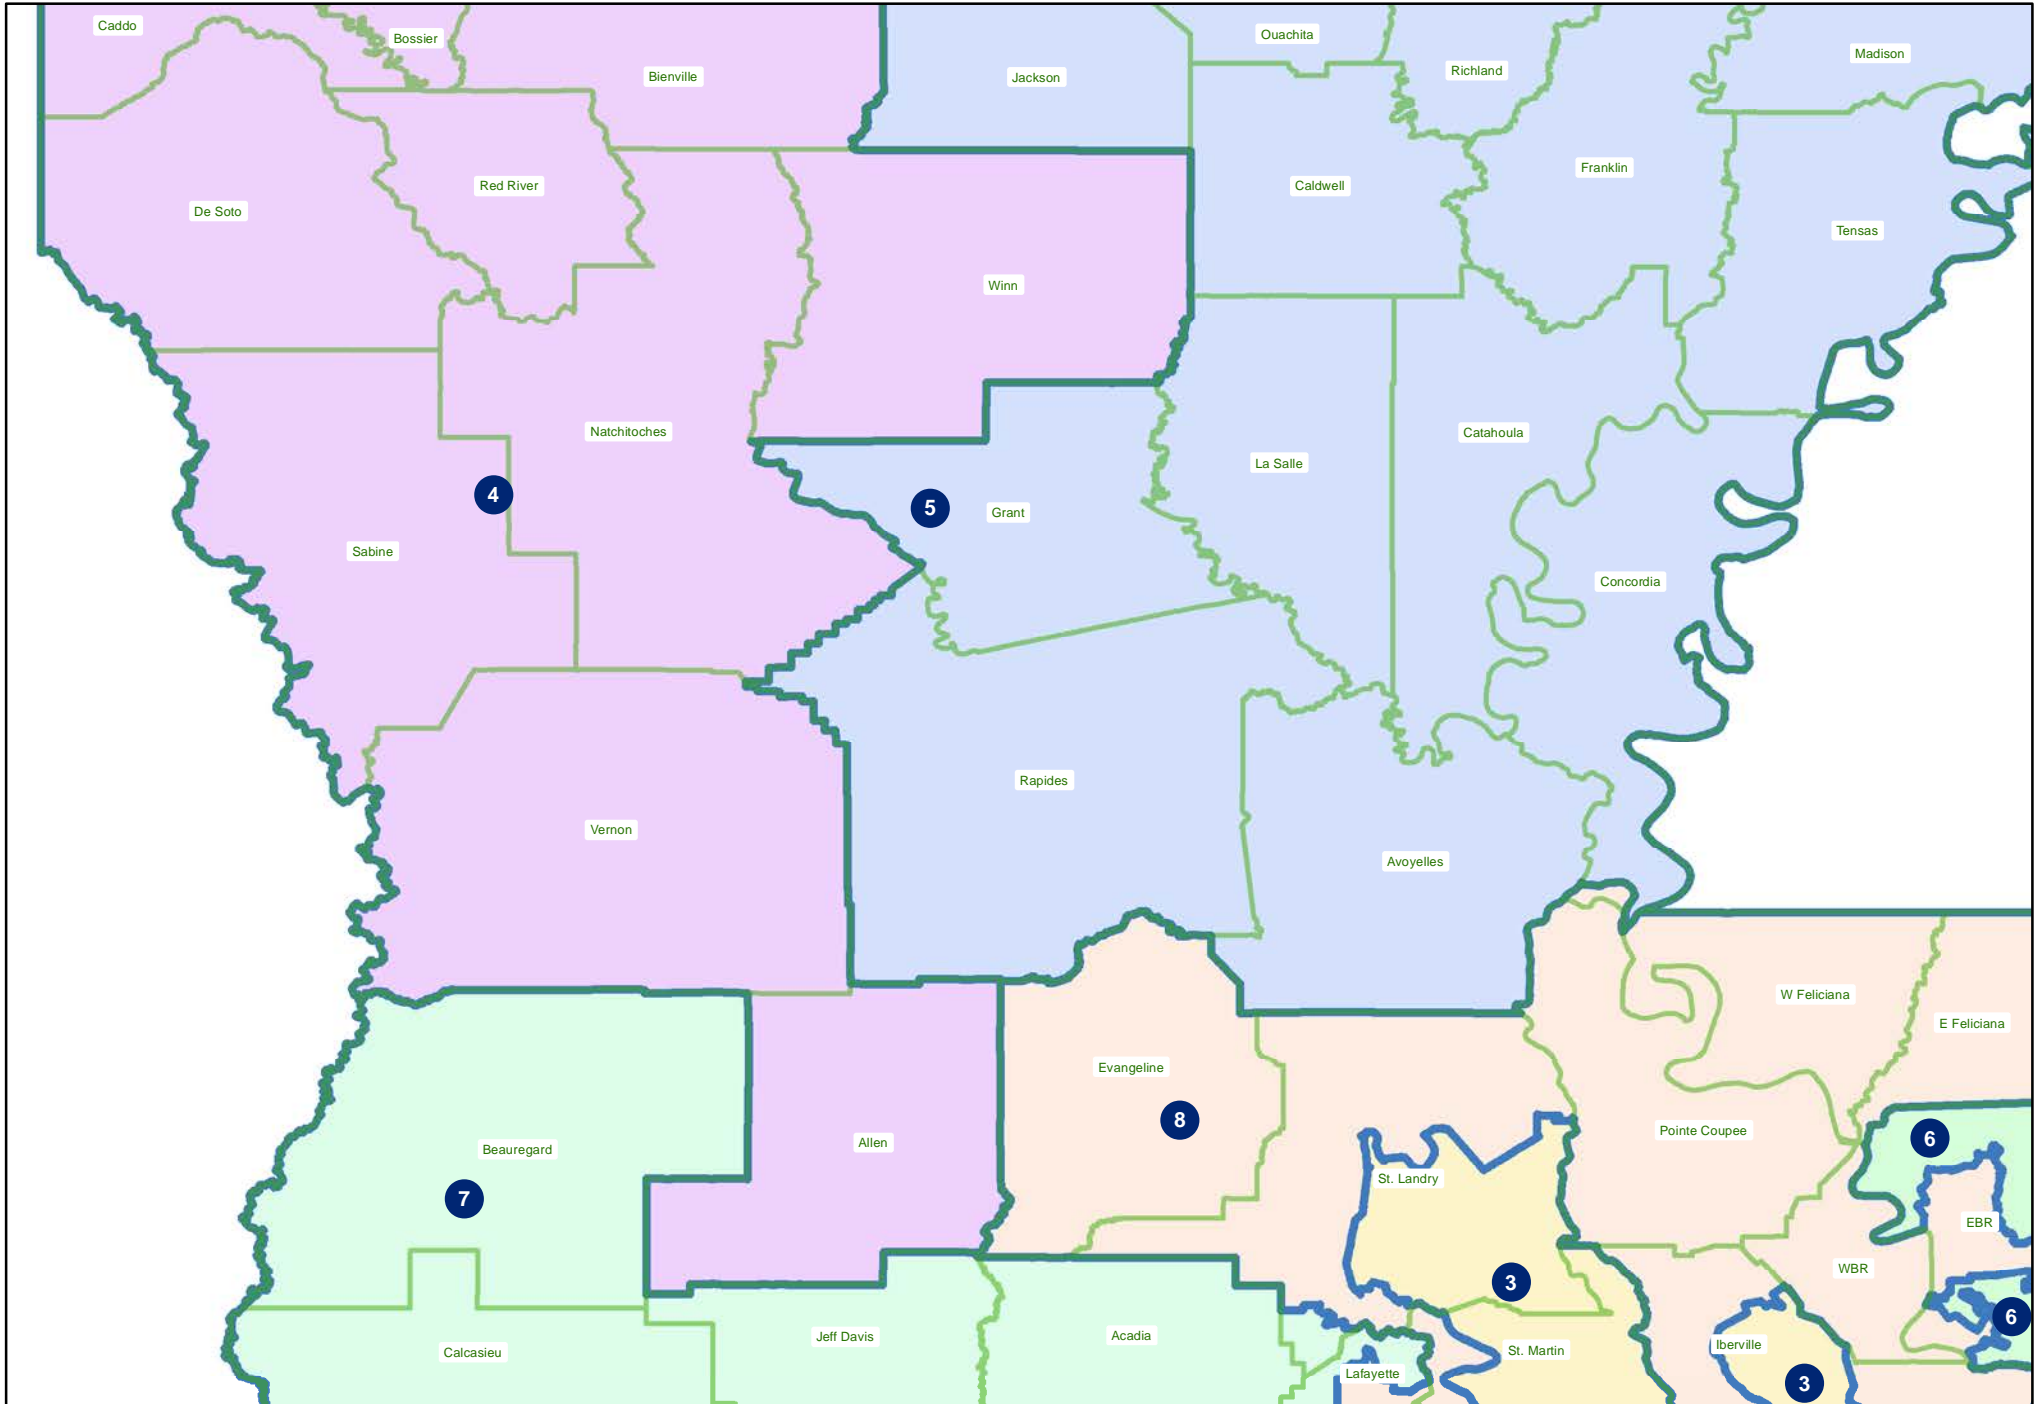 Caddo
Bossier
Ouachita
Madison
Richland
Bienville
Jackson
Franklin
Red River
Caldwell
De Soto
Tensas
Winn
Natchitoches
Catahoula
La Salle
4
5
Grant
Sabine
Concordia
Rapides
Vernon
Avoyelles
W Feliciana
E Feliciana
Evangeline
8
Pointe Coupee
6
Allen
Beauregard
St. Landry
7
EBR
WBR
3
6
Jeff Davis
Acadia
Iberville
St. Martin
Calcasieu
Lafayette
3